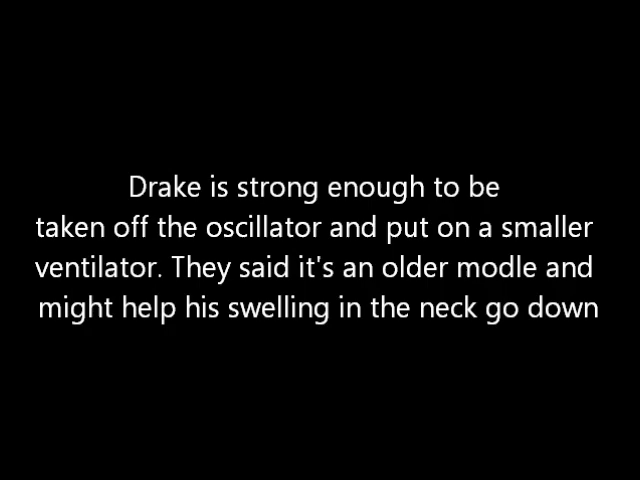 Drake is strong enough to be
taken off the oscillator and put on a smaller
ventilator. They said it's an older modle and
might help his swelling in the neck go down